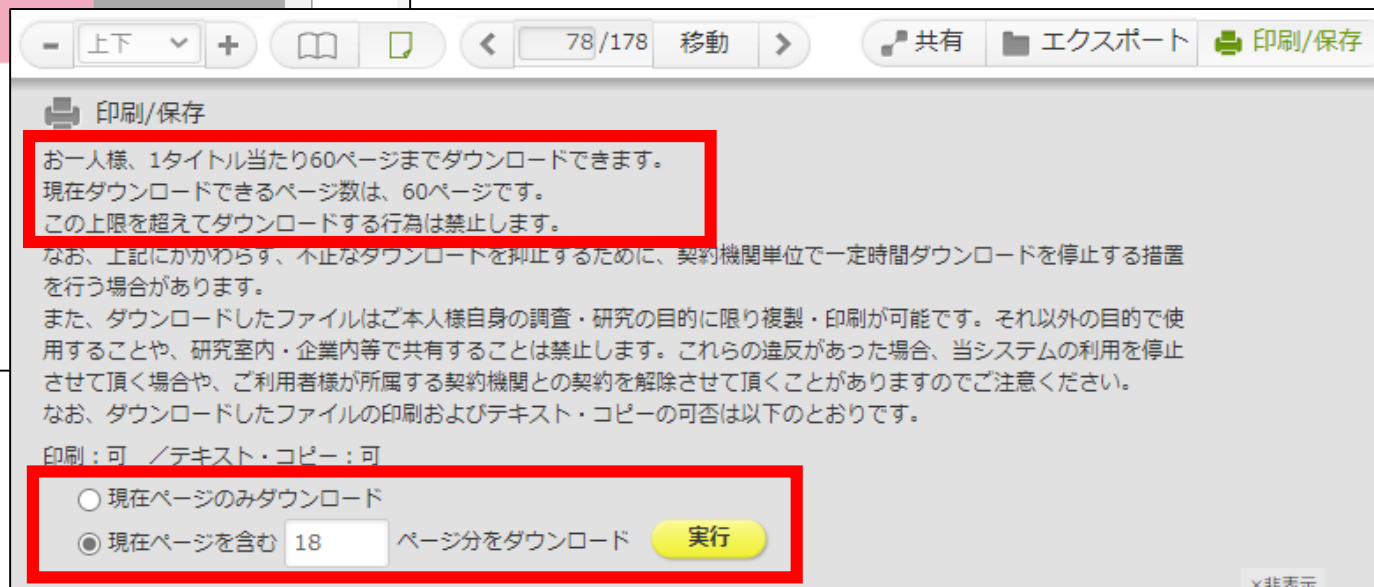 - 上下 + 78/178 移動 共有 エクスポート 印刷/保存
印刷/保存
お一人様、1タイトル当たり60ページまでダウンロードできます。
現在ダウンロードできるページ数は、60ページです。
この上限を超えてダウンロードする行為は禁止します。
なお、上記にかかわらず、不正なダウンロードを抑止するために、契約機関単位で一定時間ダウンロードを停止する措置
を行う場合があります。
また、ダウンロードしたファイルはご本人様自身の調査・研究の目的に限り複製・印刷が可能です。それ以外の目的で使
用することや、研究室内・企業内等で共有することは禁止します。これらの違反があった場合、当システムの利用を停止
させて頂く場合や、ご利用者様が所属する契約機関との契約を解除させて頂くことがありますのでご注意ください。
なお、ダウンロードしたファイルの印刷およびテキスト・コピーの可否は以下のとおりです。
印刷:可 /テキスト・コピー:可
現在ページのみダウンロード
現在ページを含む 18 ページ分をダウンロード 実行
×非表示